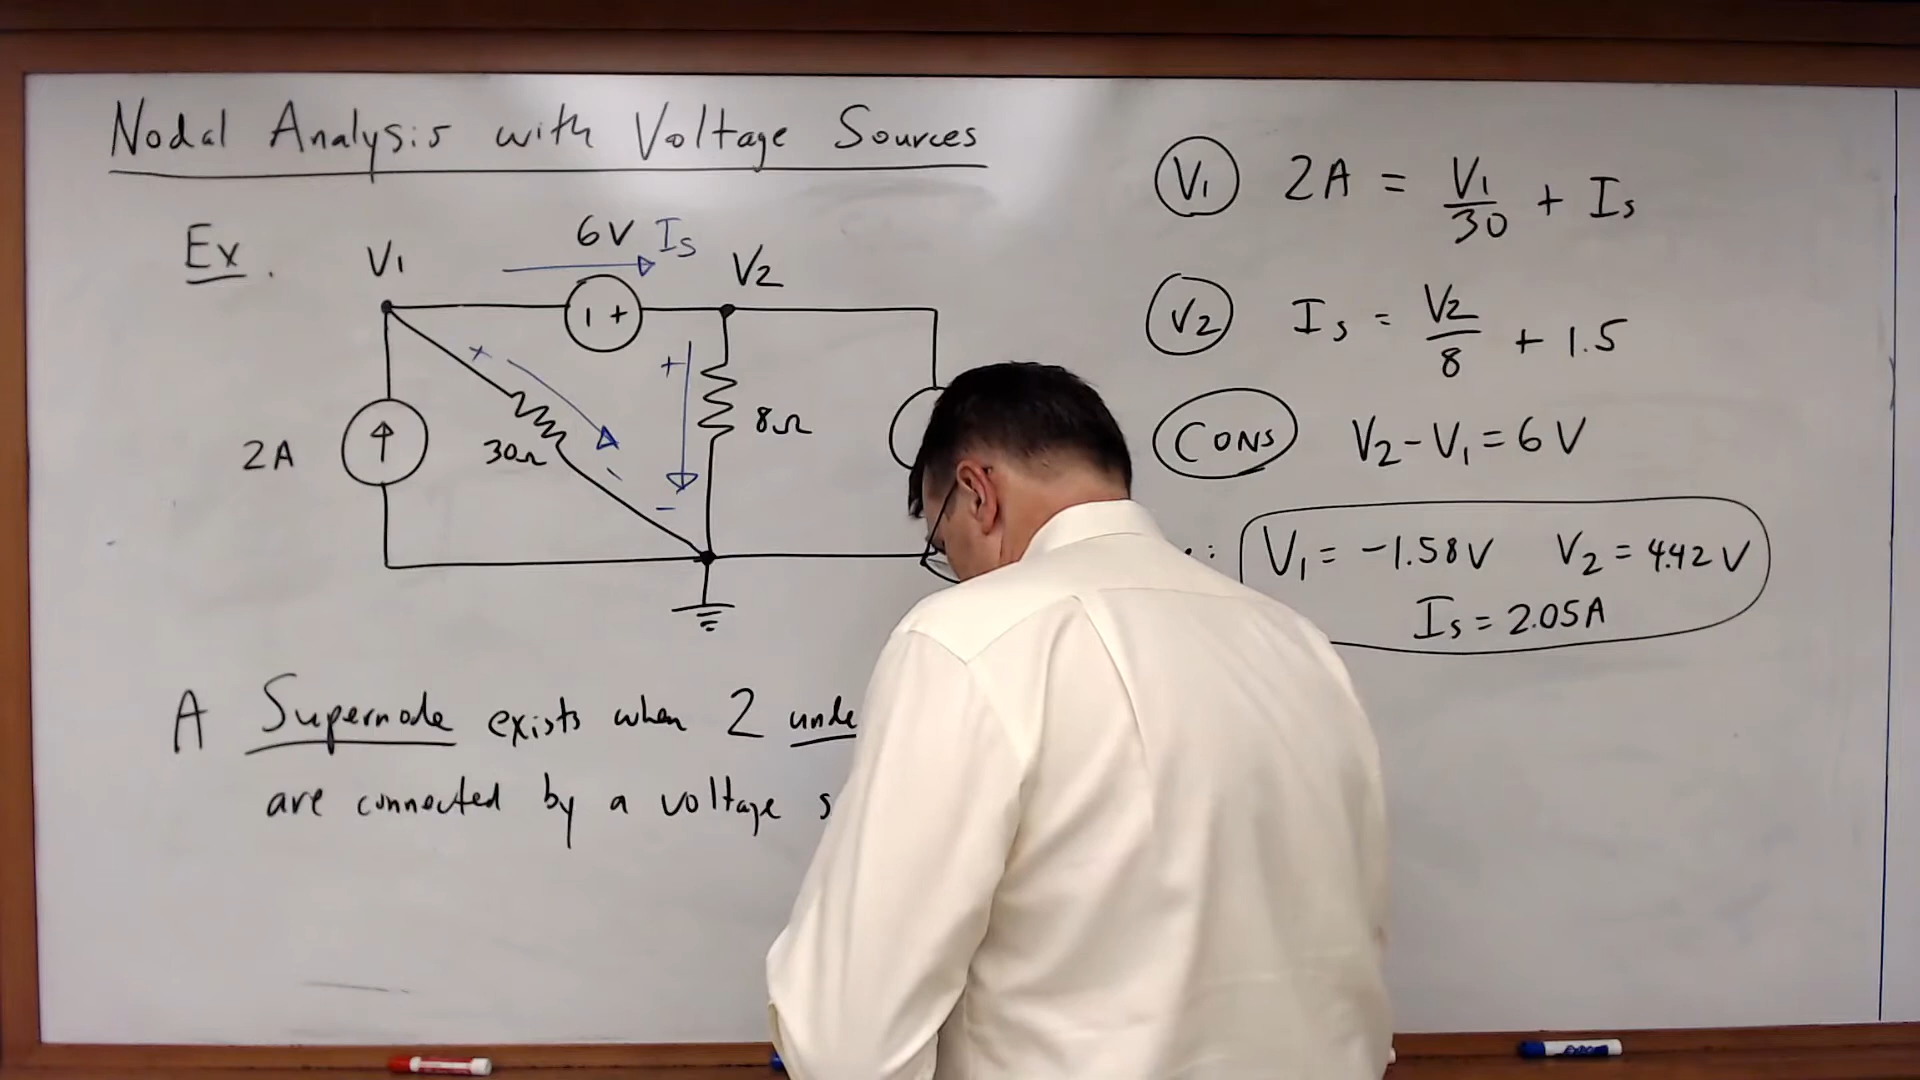 Nodal Analysis with Voltage Sources
Ex.
V1
6V Is
V2
- +
+
+
2A
30Ω
8Ω
-
-
A Supernode exists when 2 unde
are connected by a voltage s
V1 2A = V1/30 + Is
V2 Is = V2/8 + 1.5
CONS V2 - V1 = 6V
: V1 = -1.58V V2 = 4.42V
Is = 2.05A
EXPO